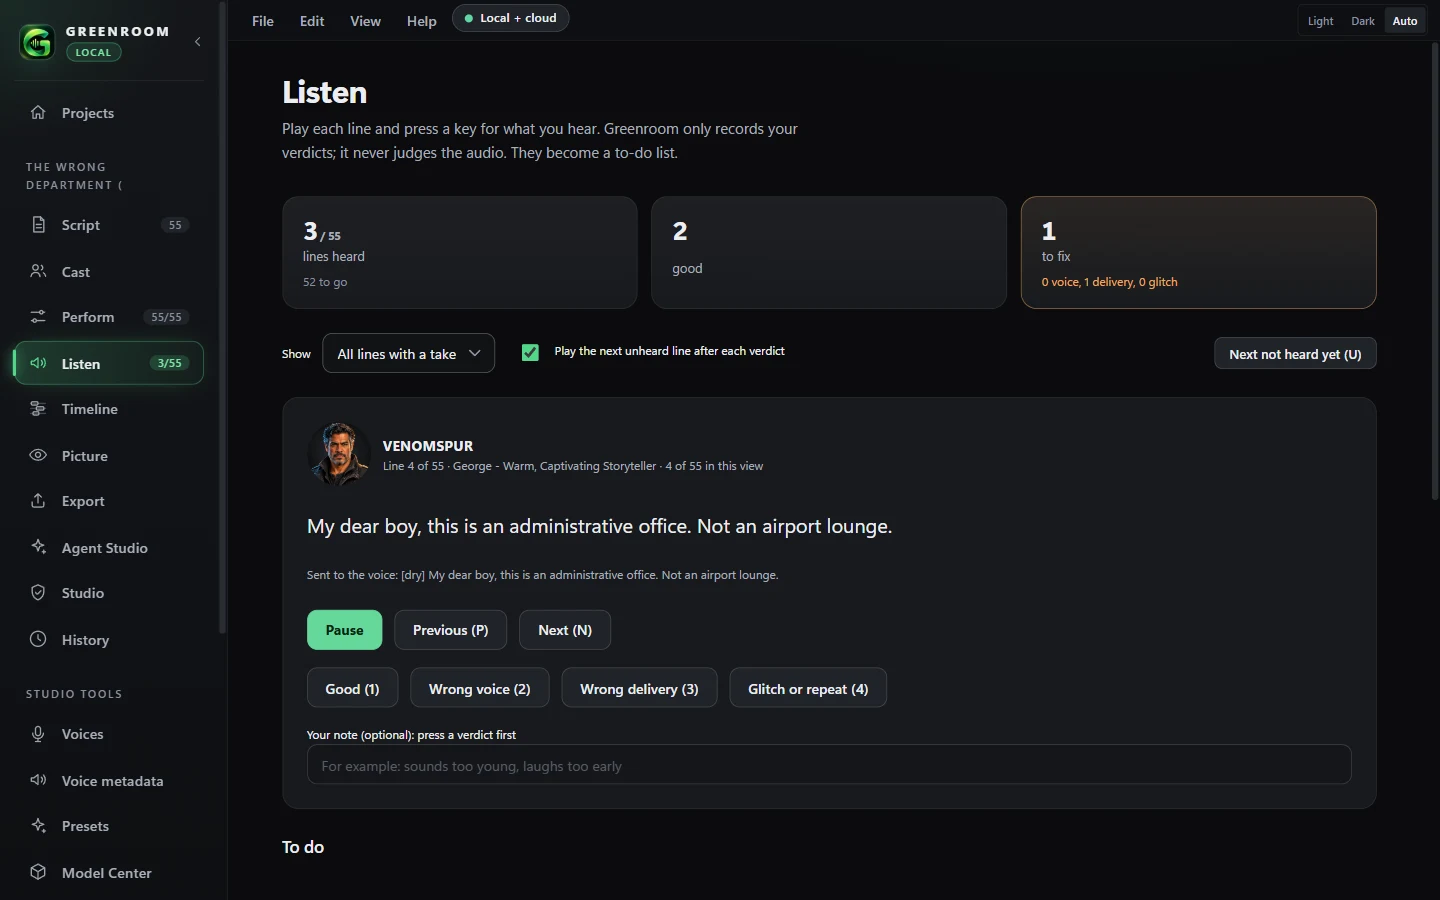 GREENROOM
LOCAL
Projects
THE WRONG
DEPARTMENT (
Script 55
Cast
Perform 55/55
Listen 3/55
Timeline
Picture
Export
Agent Studio
Studio
History
STUDIO TOOLS
Voices
Voice metadata
Presets
Model Center
File Edit View Help Local + cloud
Light Dark Auto
Listen
Play each line and press a key for what you hear. Greenroom only records your
verdicts; it never judges the audio. They become a to-do list.
3 / 55
lines heard
52 to go
2
good
1
to fix
0 voice, 1 delivery, 0 glitch
Show All lines with a take Play the next unheard line after each verdict Next not heard yet (U)
VENOMSPUR
Line 4 of 55 · George - Warm, Captivating Storyteller · 4 of 55 in this view
My dear boy, this is an administrative office. Not an airport lounge.
Sent to the voice: [dry] My dear boy, this is an administrative office. Not an airport lounge.
Pause Previous (P) Next (N)
Good (1) Wrong voice (2) Wrong delivery (3) Glitch or repeat (4)
Your note (optional): press a verdict first
For example: sounds too young, laughs too early
To do